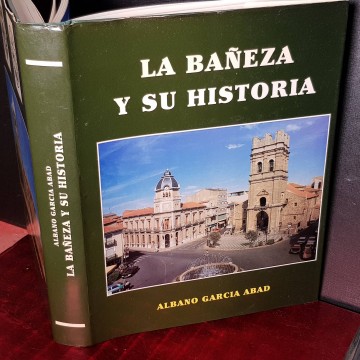 LA BAÑEZA
Y SU HISTORIA
ALBANO GARCIA ABAD
ALBANO GARCIA ABAD
LA BAÑEZA Y SU HISTORIA